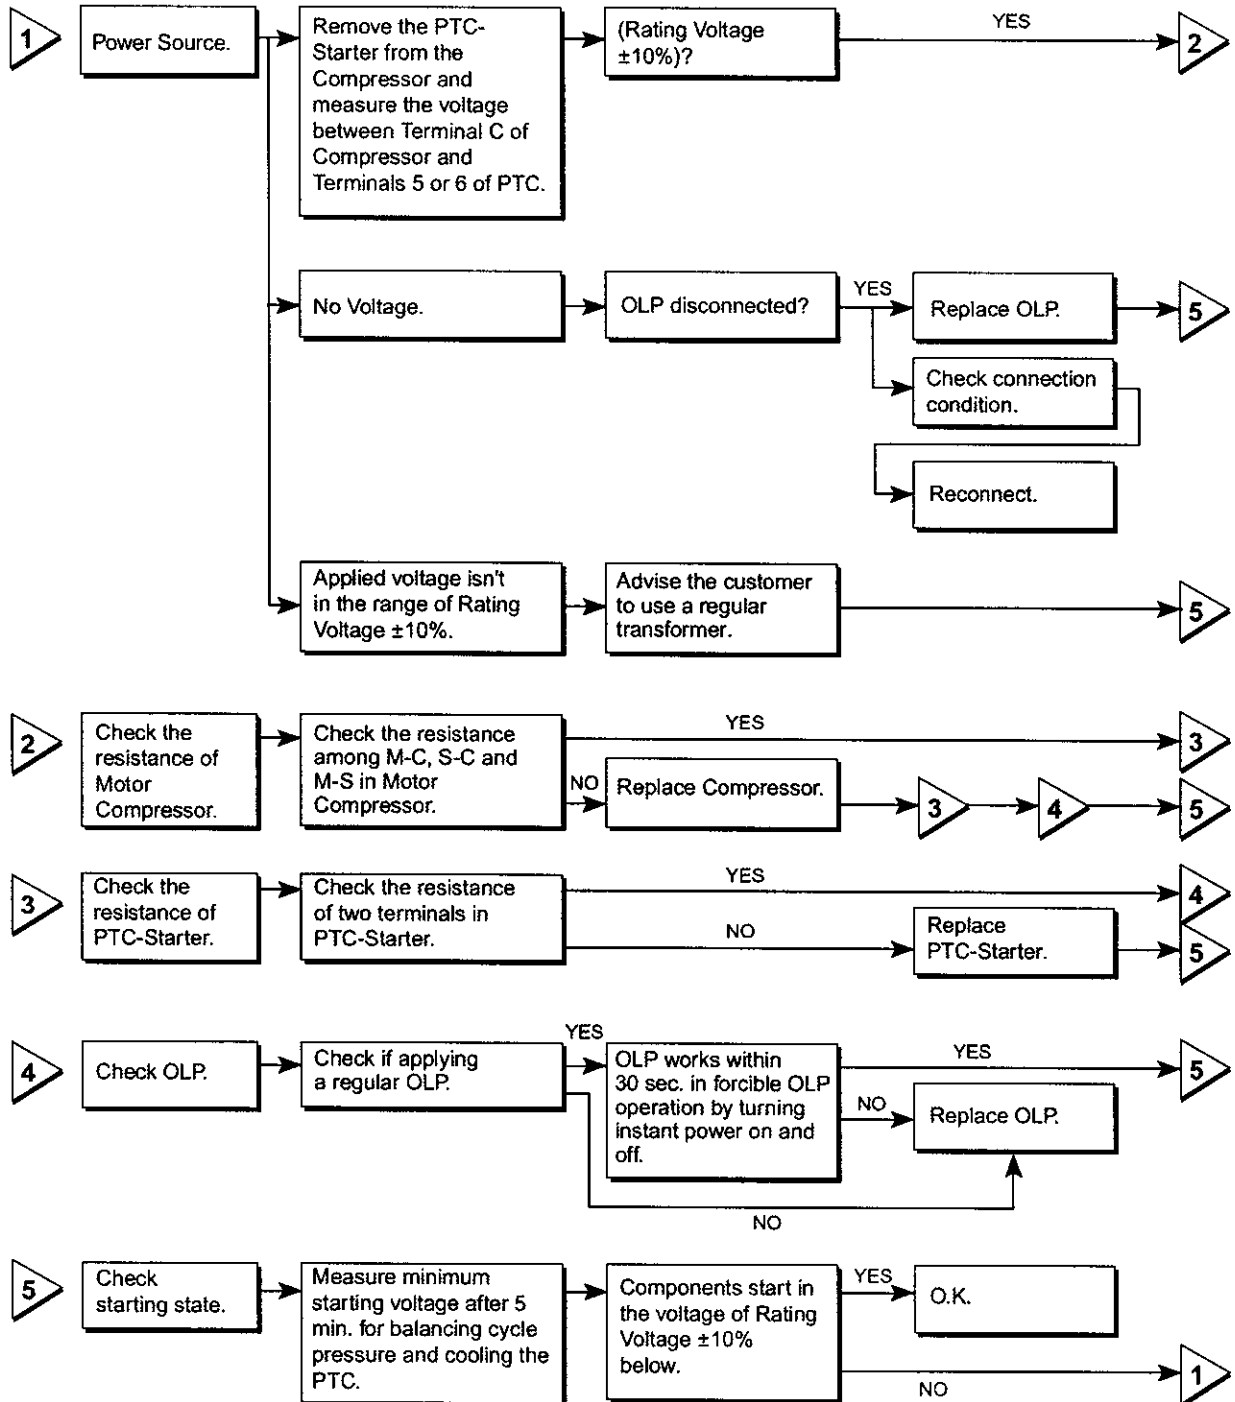 1
Power Source.
Remove the PTC-
Starter from the
Compressor and
measure the voltage
between Terminal C of
Compressor and
Terminals 5 or 6 of PTC.
(Rating Voltage
±10%)?
YES
2
No Voltage.
OLP disconnected?
YES
Replace OLP.
5
Check connection
condition.
Reconnect.
Applied voltage isn't
in the range of Rating
Voltage ±10%.
Advise the customer
to use a regular
transformer.
5
2
Check the
resistance of
Motor
Compressor.
Check the resistance
among M-C, S-C and
M-S in Motor
Compressor.
YES
3
NO
Replace Compressor.
3
4
5
3
Check the
resistance of
PTC-Starter.
Check the resistance
of two terminals in
PTC-Starter.
YES
4
NO
Replace
PTC-Starter.
5
4
Check OLP.
Check if applying
a regular OLP.
YES
OLP works within
30 sec. in forcible OLP
operation by turning
instant power on and
off.
YES
5
NO
Replace OLP.
NO
5
Check
starting state.
Measure minimum
starting voltage after 5
min. for balancing cycle
pressure and cooling the
PTC.
Components start in
the voltage of Rating
Voltage ±10%
below.
YES
O.K.
NO
1